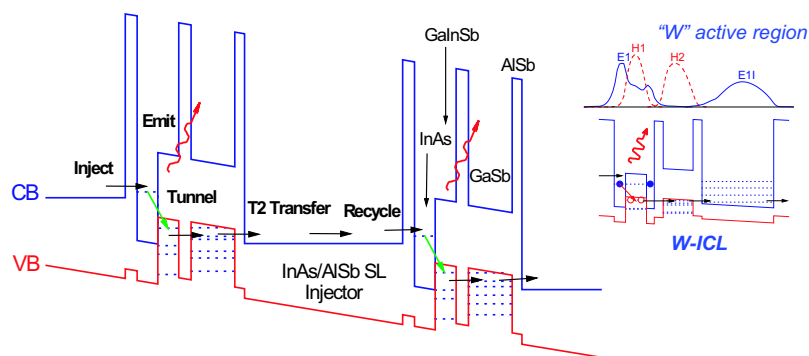 GaInSb
AlSb
Emit
Inject
InAs
GaSb
CB
Tunnel
T2 Transfer
Recycle
VB
InAs/AlSb SL
Injector
“W” active region
E1
H1
H2
E1I
W-ICL